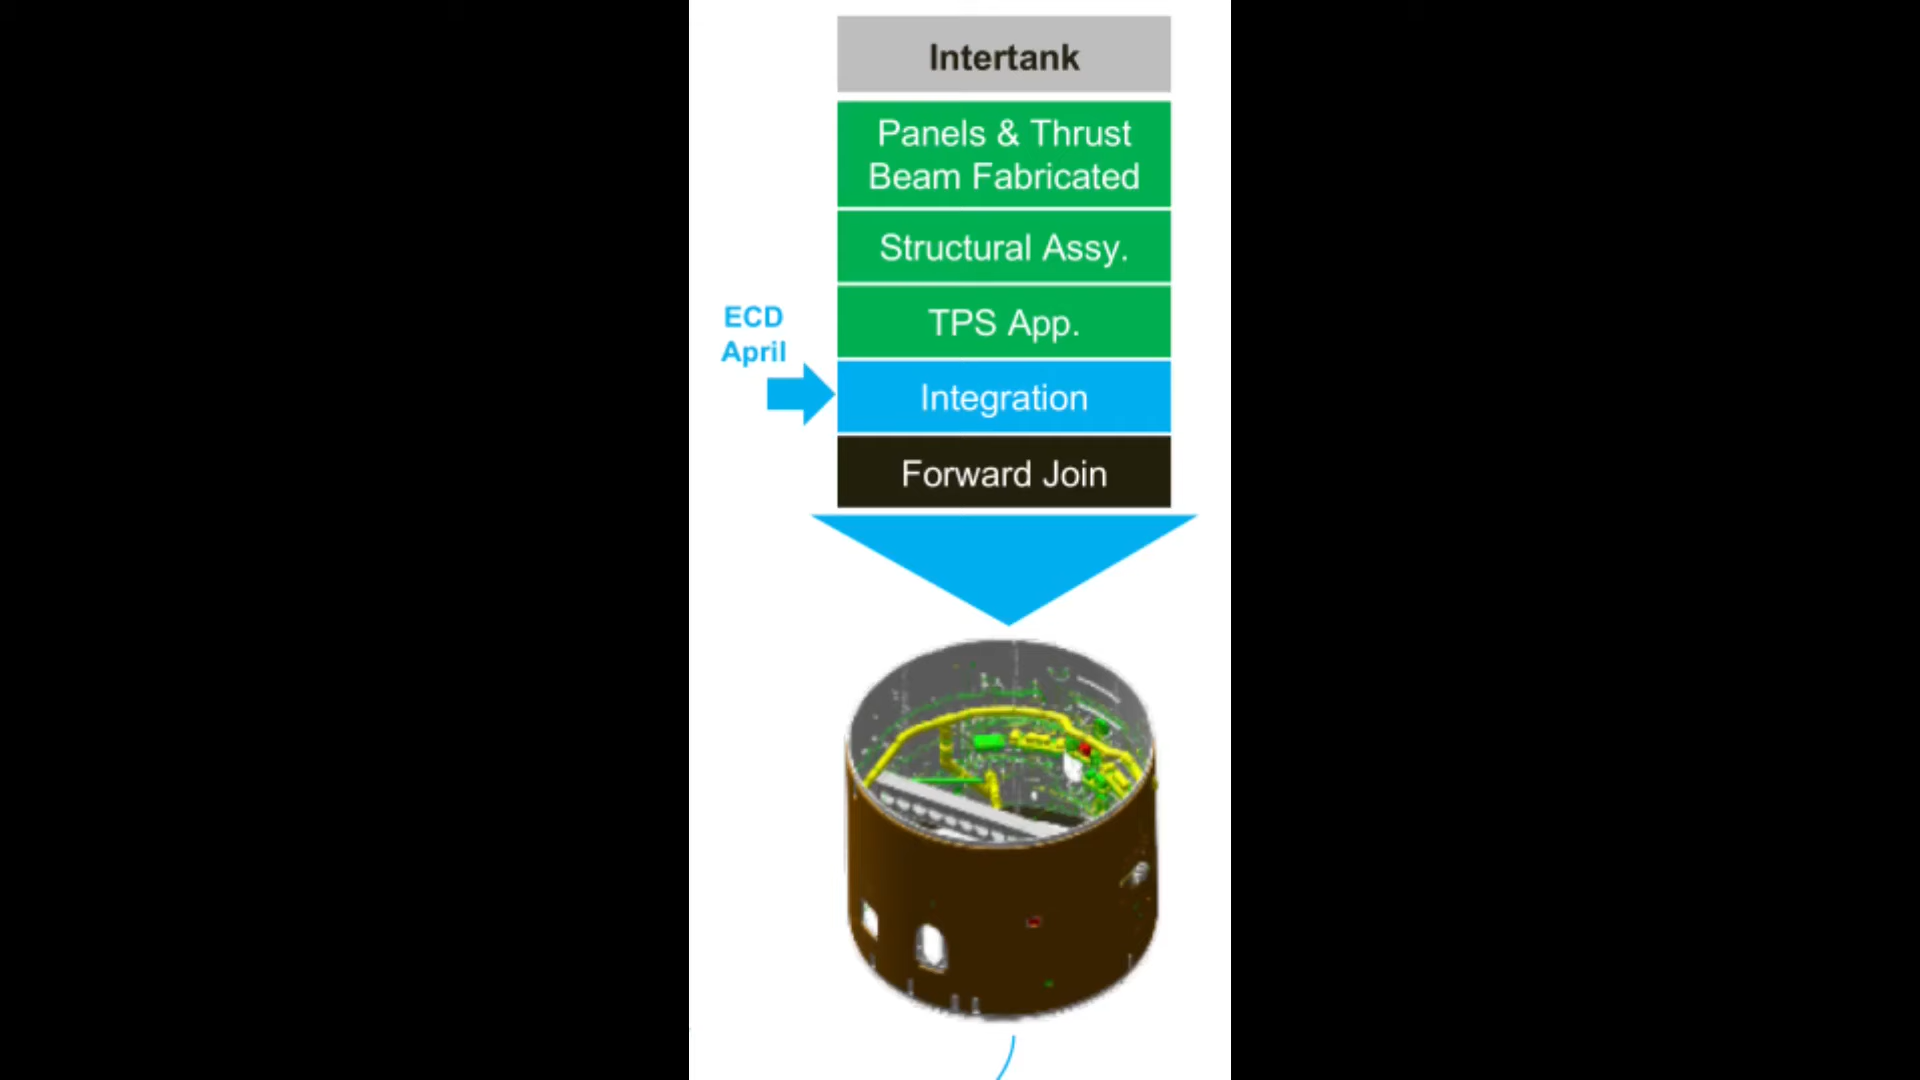 Intertank
Panels & Thrust
Beam Fabricated
Structural Assy.
TPS App.
ECD
April
Integration
Forward Join